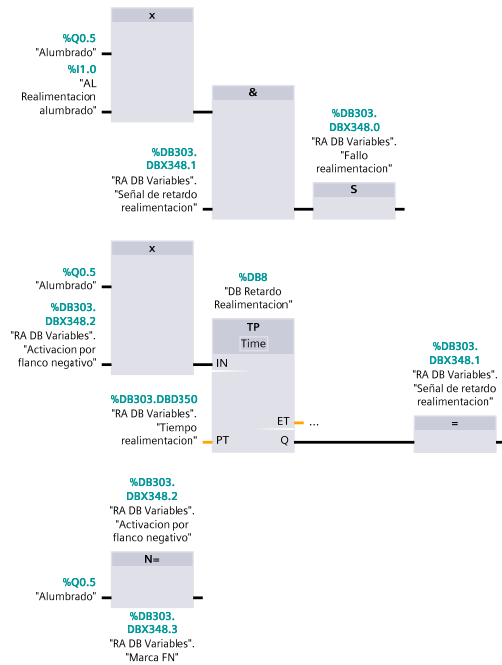 x
%Q0.5
"Alumbrado"
%I1.0
"AL
Realimentacion
alumbrado"
&
%DB303.
DBX348.1
"RA DB Variables".
"Señal de retardo
realimentacion"
%DB303.
DBX348.0
"RA DB Variables".
"Fallo
realimentacion"
S
x
%Q0.5
"Alumbrado"
%DB303.
DBX348.2
"RA DB Variables".
"Activacion por
flanco negativo"
%DB8
"DB Retardo
Realimentacion"
TP
Time
IN
%DB303.DBD350
"RA DB Variables".
"Tiempo
realimentacion"
PT
ET
...
Q
%DB303.
DBX348.1
"RA DB Variables".
"Señal de retardo
realimentacion"
=
%DB303.
DBX348.2
"RA DB Variables".
"Activacion por
flanco negativo"
N=
%Q0.5
"Alumbrado"
%DB303.
DBX348.3
"RA DB Variables".
"Marca FN"